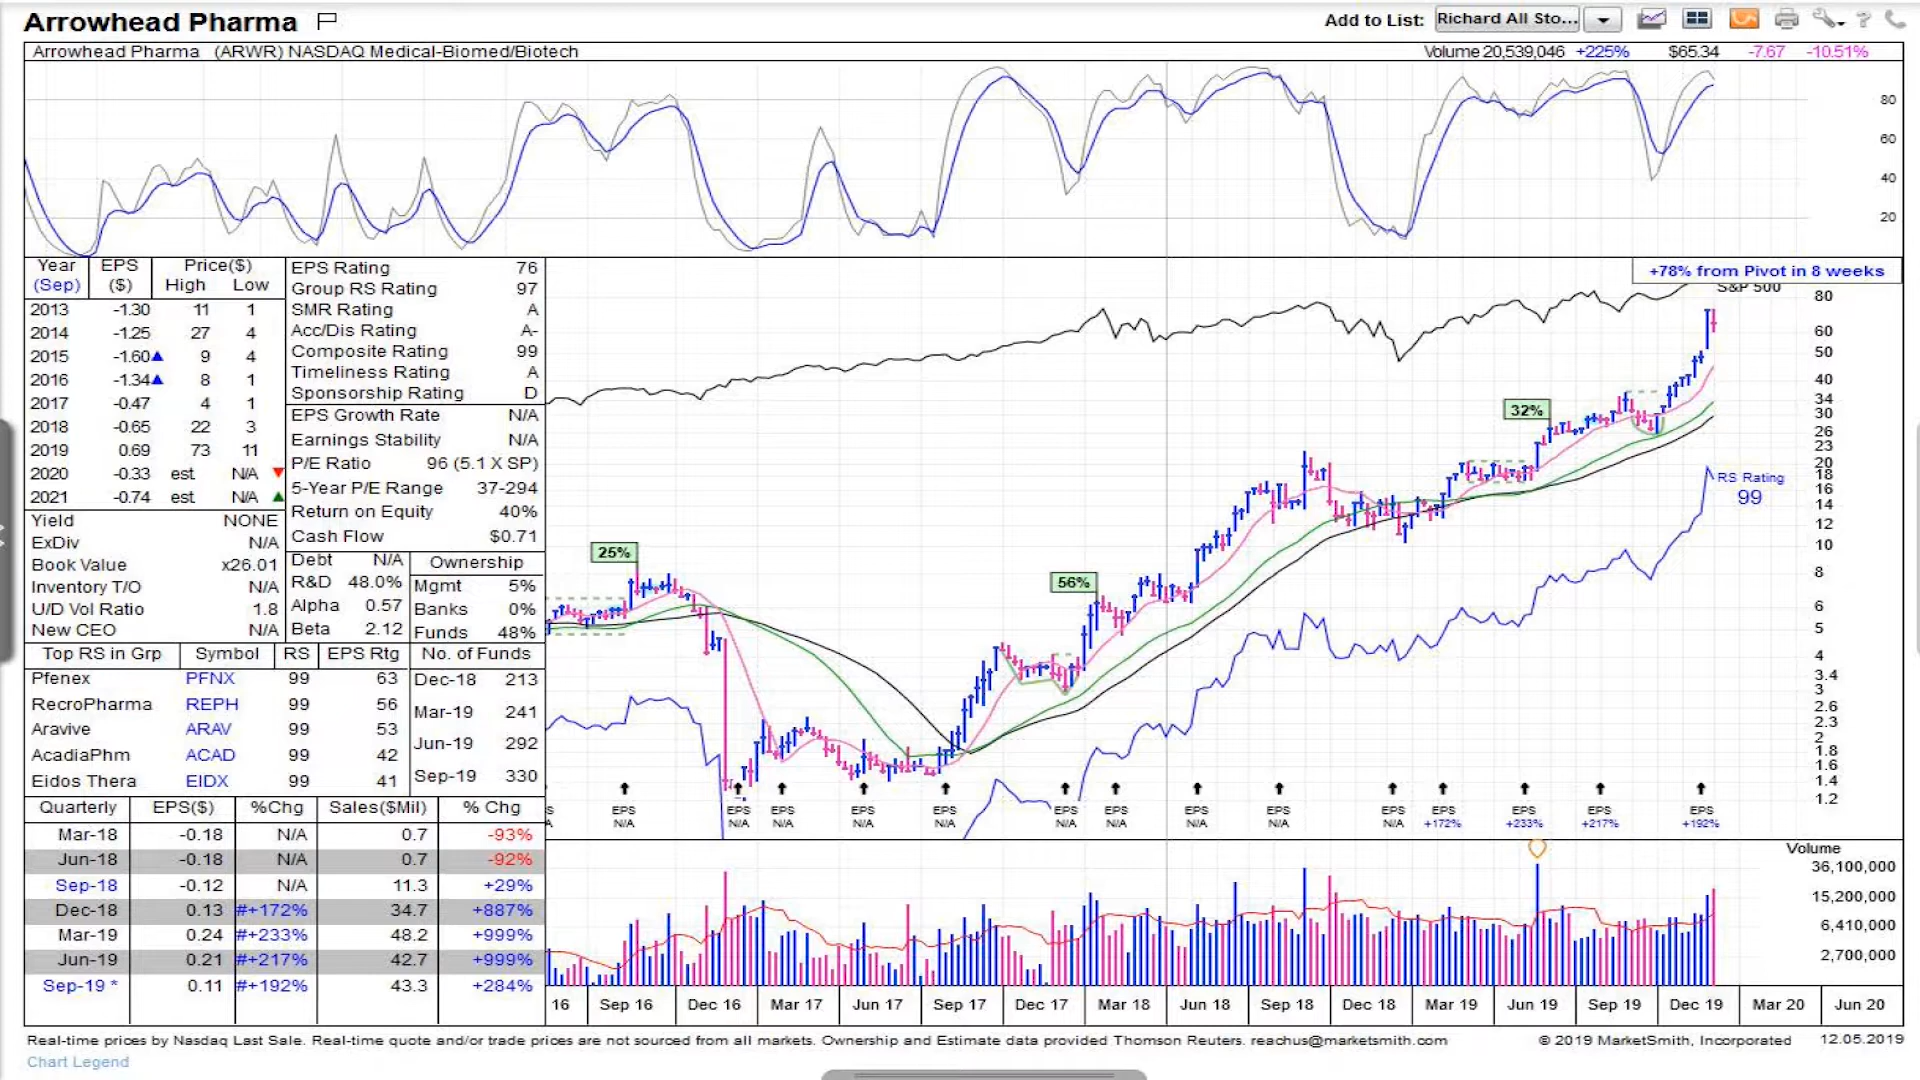 Arrowhead Pharma
Add to List: Richard All Sto...
Arrowhead Pharma (ARWR) NASDAQ Medical-Biomed/Biotech
Volume 20,539,046 +225% $65.34 -7.67 -10.51%
80
60
40
20
Year EPS Price($)
(Sep) ($) High Low
2013 -1.30 11 1
2014 -1.25 27 4
2015 -1.60 9 4
2016 -1.34 8 1
2017 -0.47 4 1
2018 -0.65 22 3
2019 0.69 73 11
2020 -0.33 est N/A
2021 -0.74 est N/A
Yield NONE
ExDiv N/A
Book Value x26.01
Inventory T/O N/A
U/D Vol Ratio 1.8
New CEO N/A
EPS Rating 76
Group RS Rating 97
SMR Rating A
Acc/Dis Rating A-
Composite Rating 99
Timeliness Rating A
Sponsorship Rating D
EPS Growth Rate N/A
Earnings Stability N/A
P/E Ratio 96 (5.1 X SP)
5-Year P/E Range 37-294
Return on Equity 40%
Cash Flow $0.71
Debt N/A
R&D 48.0%
Alpha 0.57
Beta 2.12
Ownership
Mgmt 5%
Banks 0%
Funds 48%
Top RS in Grp Symbol RS EPS Rtg
Pfenex PFNX 99 63
RecroPharma REPH 99 56
Aravive ARAV 99 53
AcadiaPhm ACAD 99 42
Eidos Thera EIDX 99 41
No. of Funds
Dec-18 213
Mar-19 241
Jun-19 292
Sep-19 330
Quarterly EPS($) %Chg Sales($Mil) % Chg
Mar-18 -0.18 N/A 0.7 -93%
Jun-18 -0.18 N/A 0.7 -92%
Sep-18 -0.12 N/A 11.3 +29%
Dec-18 0.13 #+172% 34.7 +887%
Mar-19 0.24 #+233% 48.2 +999%
Jun-19 0.21 #+217% 42.7 +999%
Sep-19 * 0.11 #+192% 43.3 +284%
+78% from Pivot in 8 weeks
S&P 500
25%
56%
32%
RS Rating
99
80
60
50
40
34
30
26
23
20
18
16
14
12
10
8
6
5
4
3.4
3
2.6
2.3
2
1.8
1.6
1.4
1.2
EPS EPS EPS EPS EPS EPS EPS EPS EPS EPS EPS EPS EPS EPS
N/A N/A N/A N/A N/A N/A N/A N/A N/A N/A +172% +233% +217% +192%
Volume
36,100,000
15,200,000
6,410,000
2,700,000
16 Sep 16 Dec 16 Mar 17 Jun 17 Sep 17 Dec 17 Mar 18 Jun 18 Sep 18 Dec 18 Mar 19 Jun 19 Sep 19 Dec 19 Mar 20 Jun 20
Real-time prices by Nasdaq Last Sale. Real-time quote and/or trade prices are not sourced from all markets. Ownership and Estimate data provided Thomson Reuters. reachus@marketsmith.com
© 2019 MarketSmith, Incorporated 12.05.2019
Chart Legend